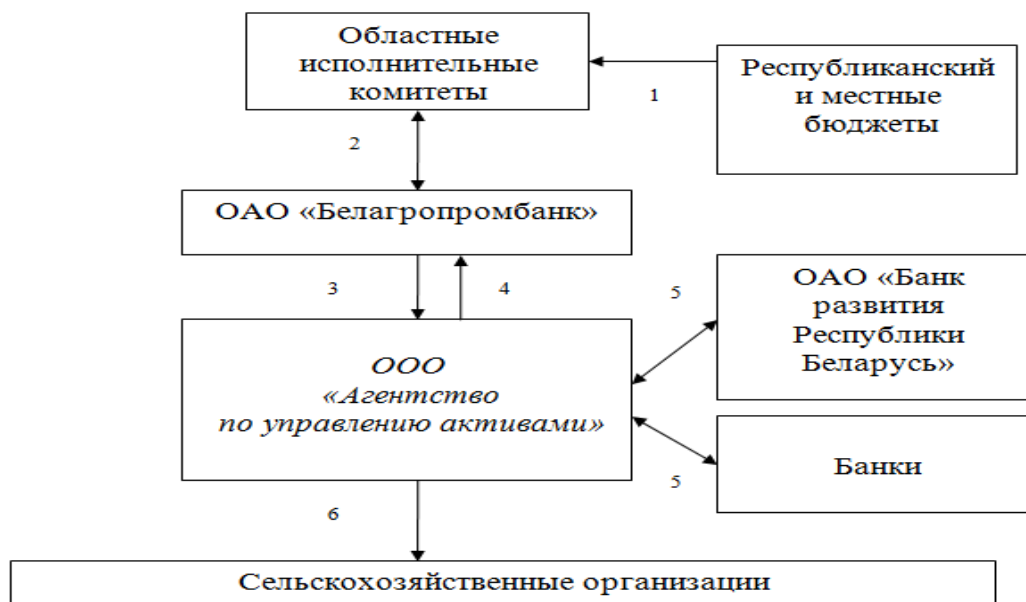 Областные
исполнительные
комитеты
Республиканский
и местные
бюджеты
1
2
ОАО «Белагропромбанк»
3
4
5
ОАО «Банк
развития
Республики
Беларусь»
ООО
«Агентство
по управлению активами»
Банки
5
6
Сельскохозяйственные организации